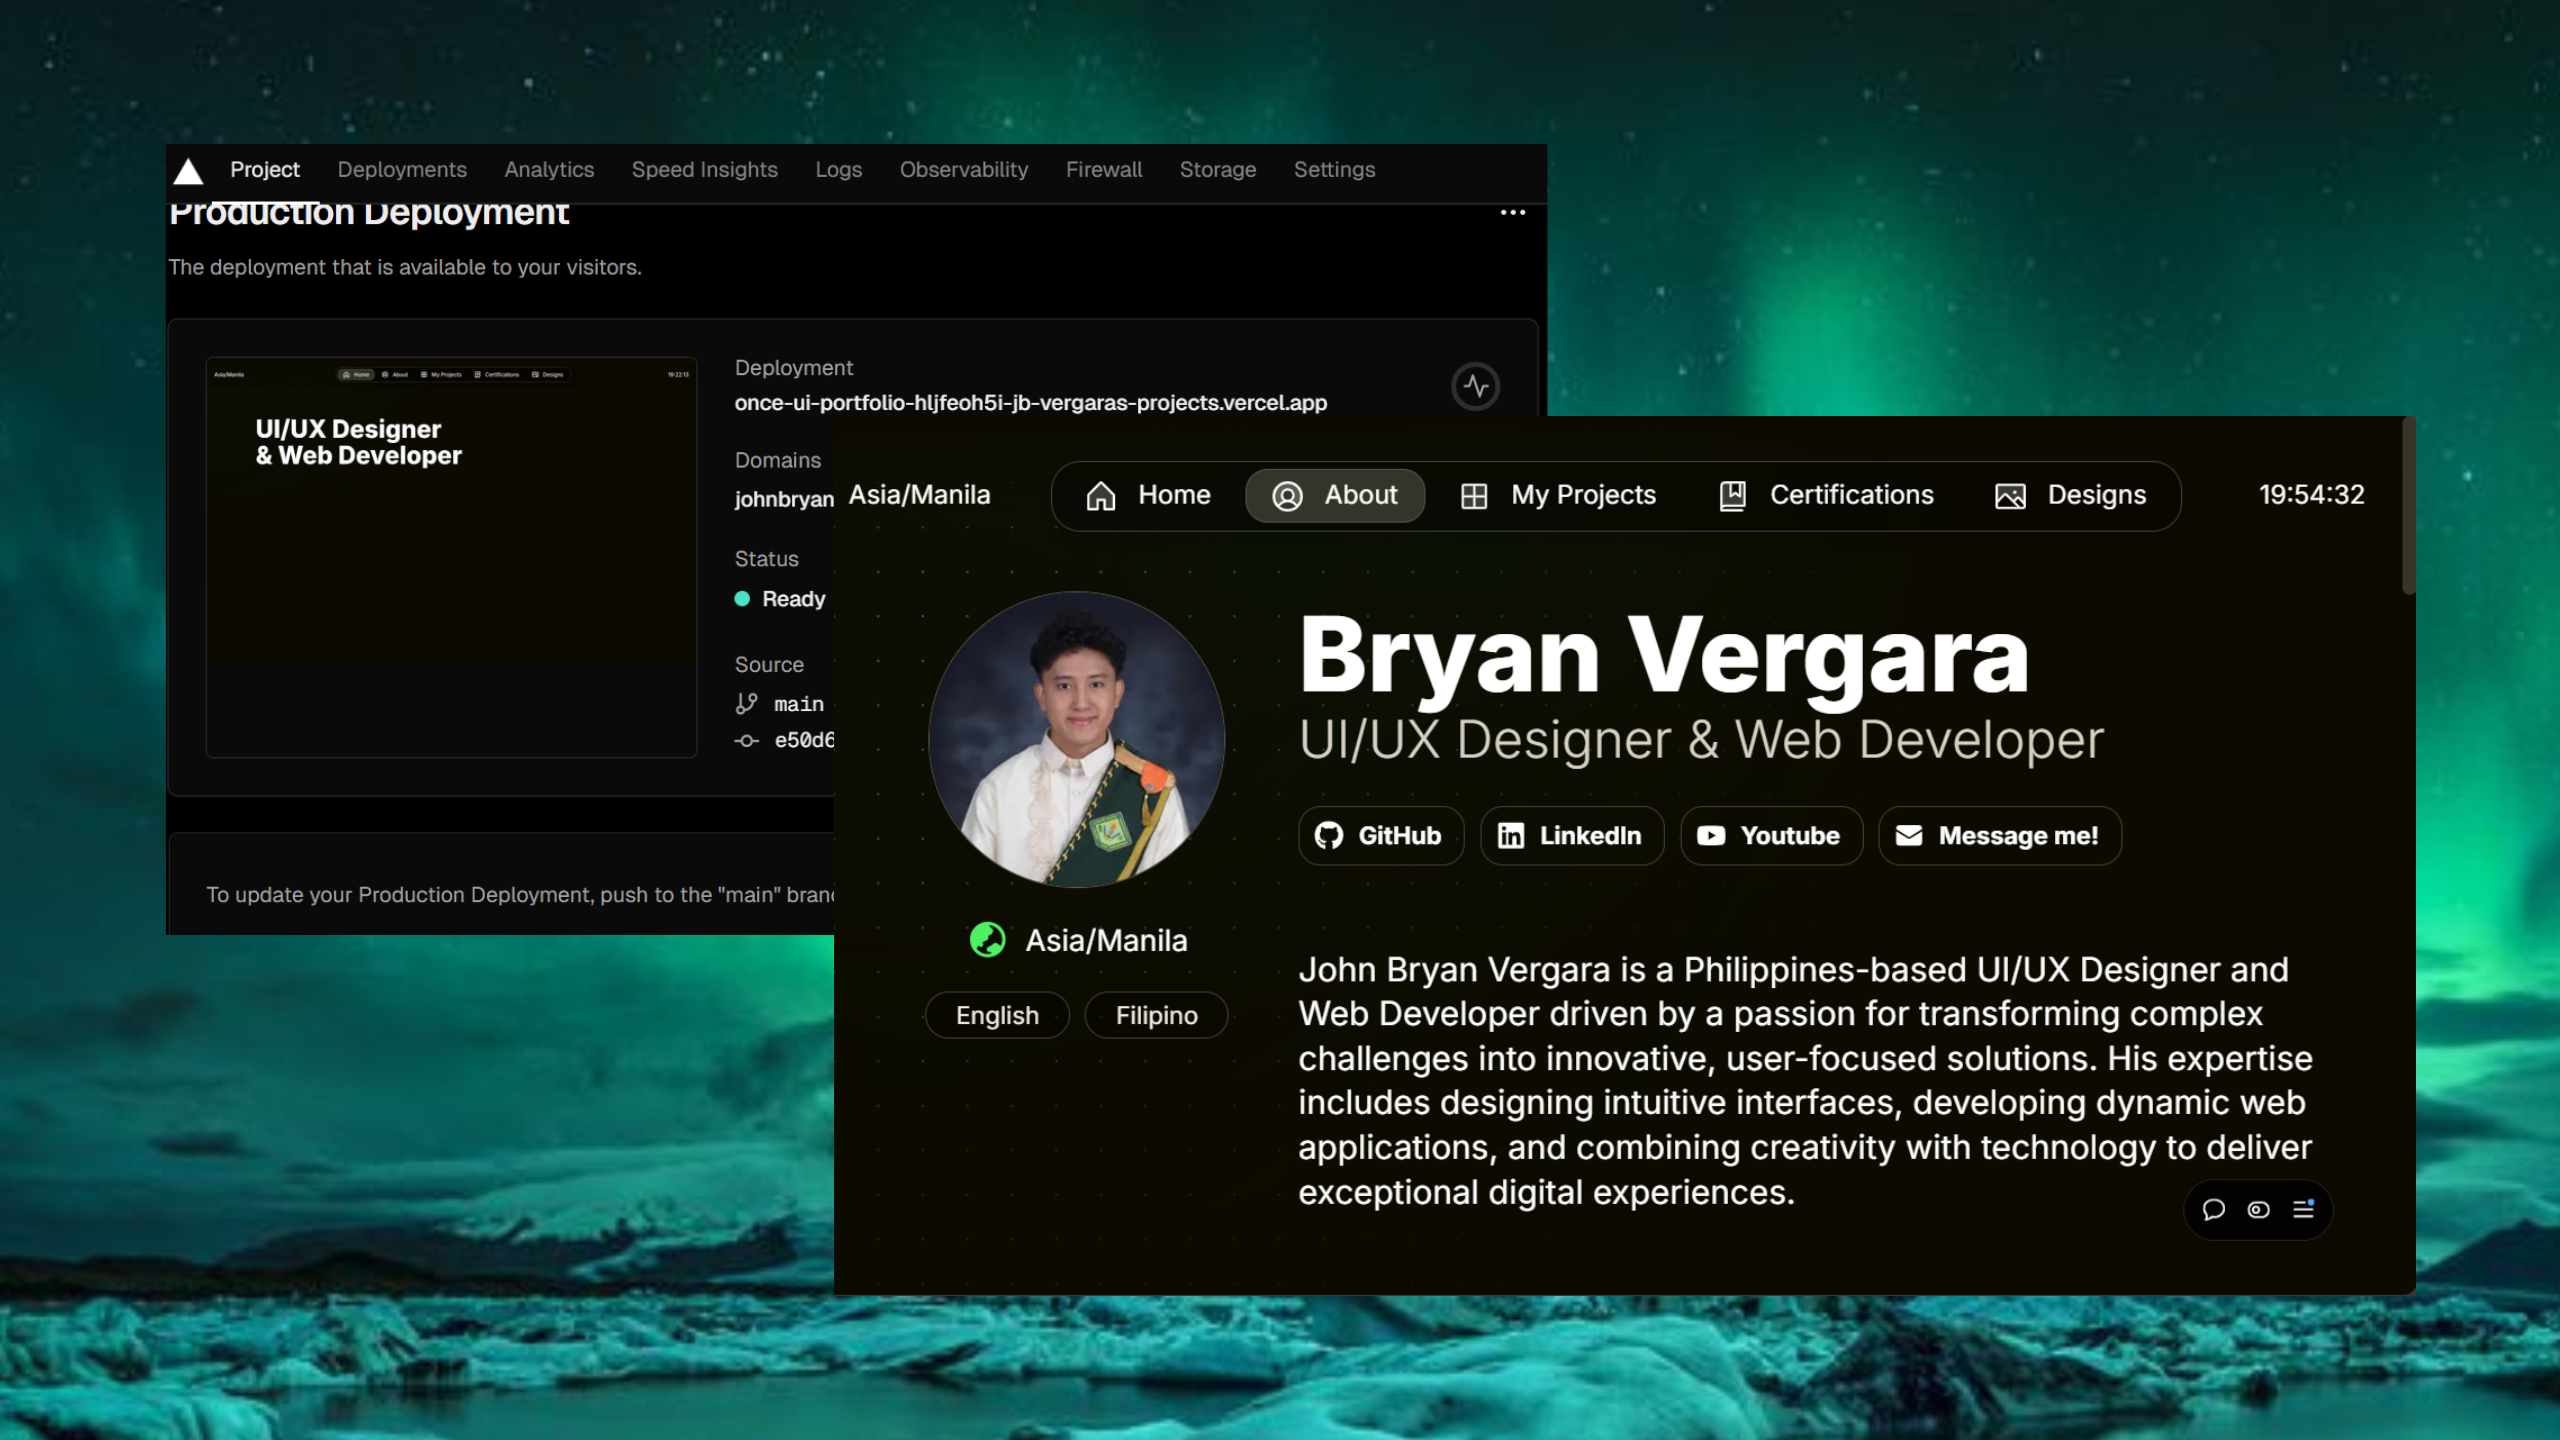 Project Deployments Analytics Speed Insights Logs Observability Firewall Storage Settings
Production Deployment
The deployment that is available to your visitors.
Asia/Manila Home About My Projects Certifications Designs 19:22:13
UI/UX Designer
& Web Developer
Deployment
once-ui-portfolio-hljfeoh5i-jb-vergaras-projects.vercel.app
Domains
johnbryan
Status
Ready
Source
main
e50d6
To update your Production Deployment, push to the "main"
Asia/Manila Home About My Projects Certifications Designs 19:54:32
Bryan Vergara
UI/UX Designer & Web Developer
GitHub LinkedIn Youtube Message me!
Asia/Manila
English Filipino
John Bryan Vergara is a Philippines-based UI/UX Designer and
Web Developer driven by a passion for transforming complex
challenges into innovative, user-focused solutions. His expertise
includes designing intuitive interfaces, developing dynamic web
applications, and combining creativity with technology to deliver
exceptional digital experiences.